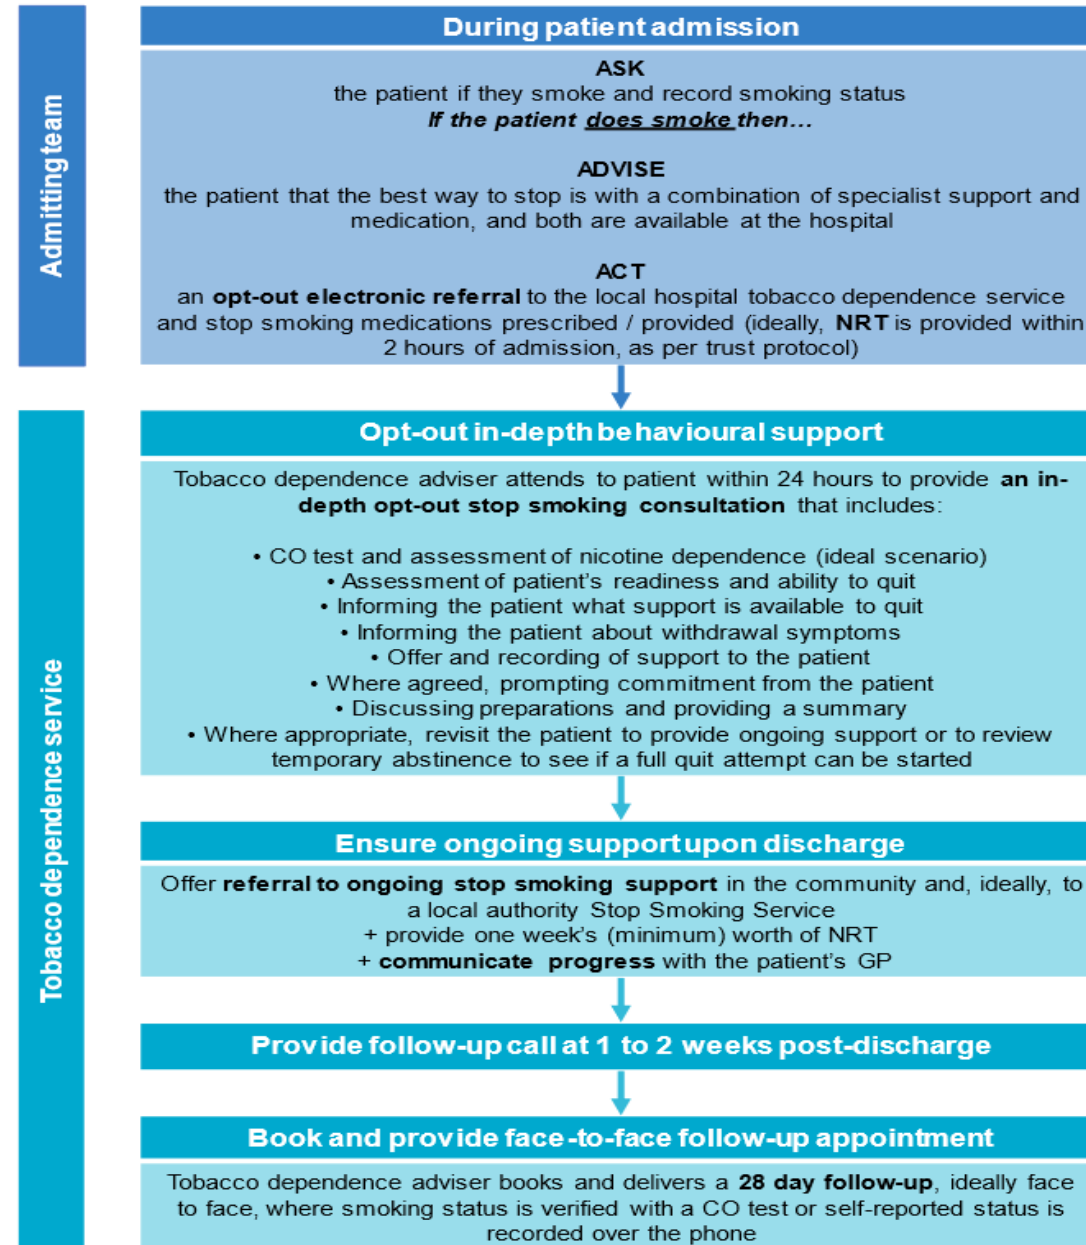 Admitting team
During patient admission
ASK
the patient if they smoke and record smoking status
If the patient does smoke then...
ADVISE
the patient that the best way to stop is with a combination of specialist support and
medication, and both are available at the hospital
ACT
an opt-out electronic referral to the local hospital tobacco dependence service
and stop smoking medications prescribed / provided (ideally, NRT is provided within
2 hours of admission, as per trust protocol)
Tobacco dependence service
Opt-out in-depth behavioural support
Tobacco dependence adviser attends to patient within 24 hours to provide an in-
depth opt-out stop smoking consultation that includes:
• CO test and assessment of nicotine dependence (ideal scenario)
• Assessment of patient's readiness and ability to quit
• Informing the patient what support is available to quit
• Informing the patient about withdrawal symptoms
• Offer and recording of support to the patient
• Where agreed, prompting commitment from the patient
• Discussing preparations and providing a summary
• Where appropriate, revisit the patient to provide ongoing support or to review
temporary abstinence to see if a full quit attempt can be started
Ensure ongoing support upon discharge
Offer referral to ongoing stop smoking support in the community and, ideally, to
a local authority Stop Smoking Service
+ provide one week's (minimum) worth of NRT
+ communicate progress with the patient's GP
Provide follow-up call at 1 to 2 weeks post-discharge
Book and provide face-to-face follow-up appointment
Tobacco dependence adviser books and delivers a 28 day follow-up, ideally face
to face, where smoking status is verified with a CO test or self-reported status is
recorded over the phone